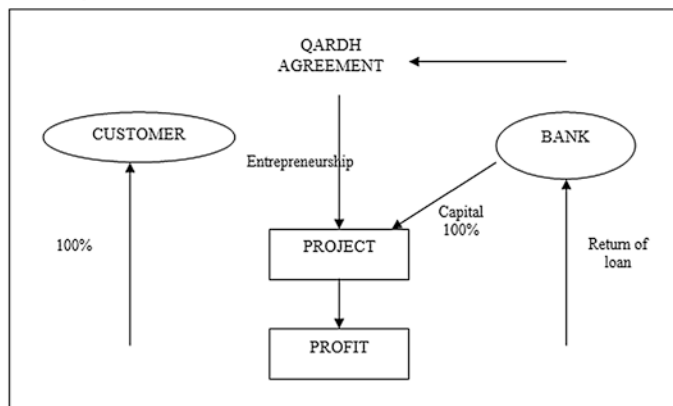 QARDH
AGREEMENT
CUSTOMER
BANK
Entrepreneurship
Capital
100%
100%
PROJECT
Return of
loan
PROFIT